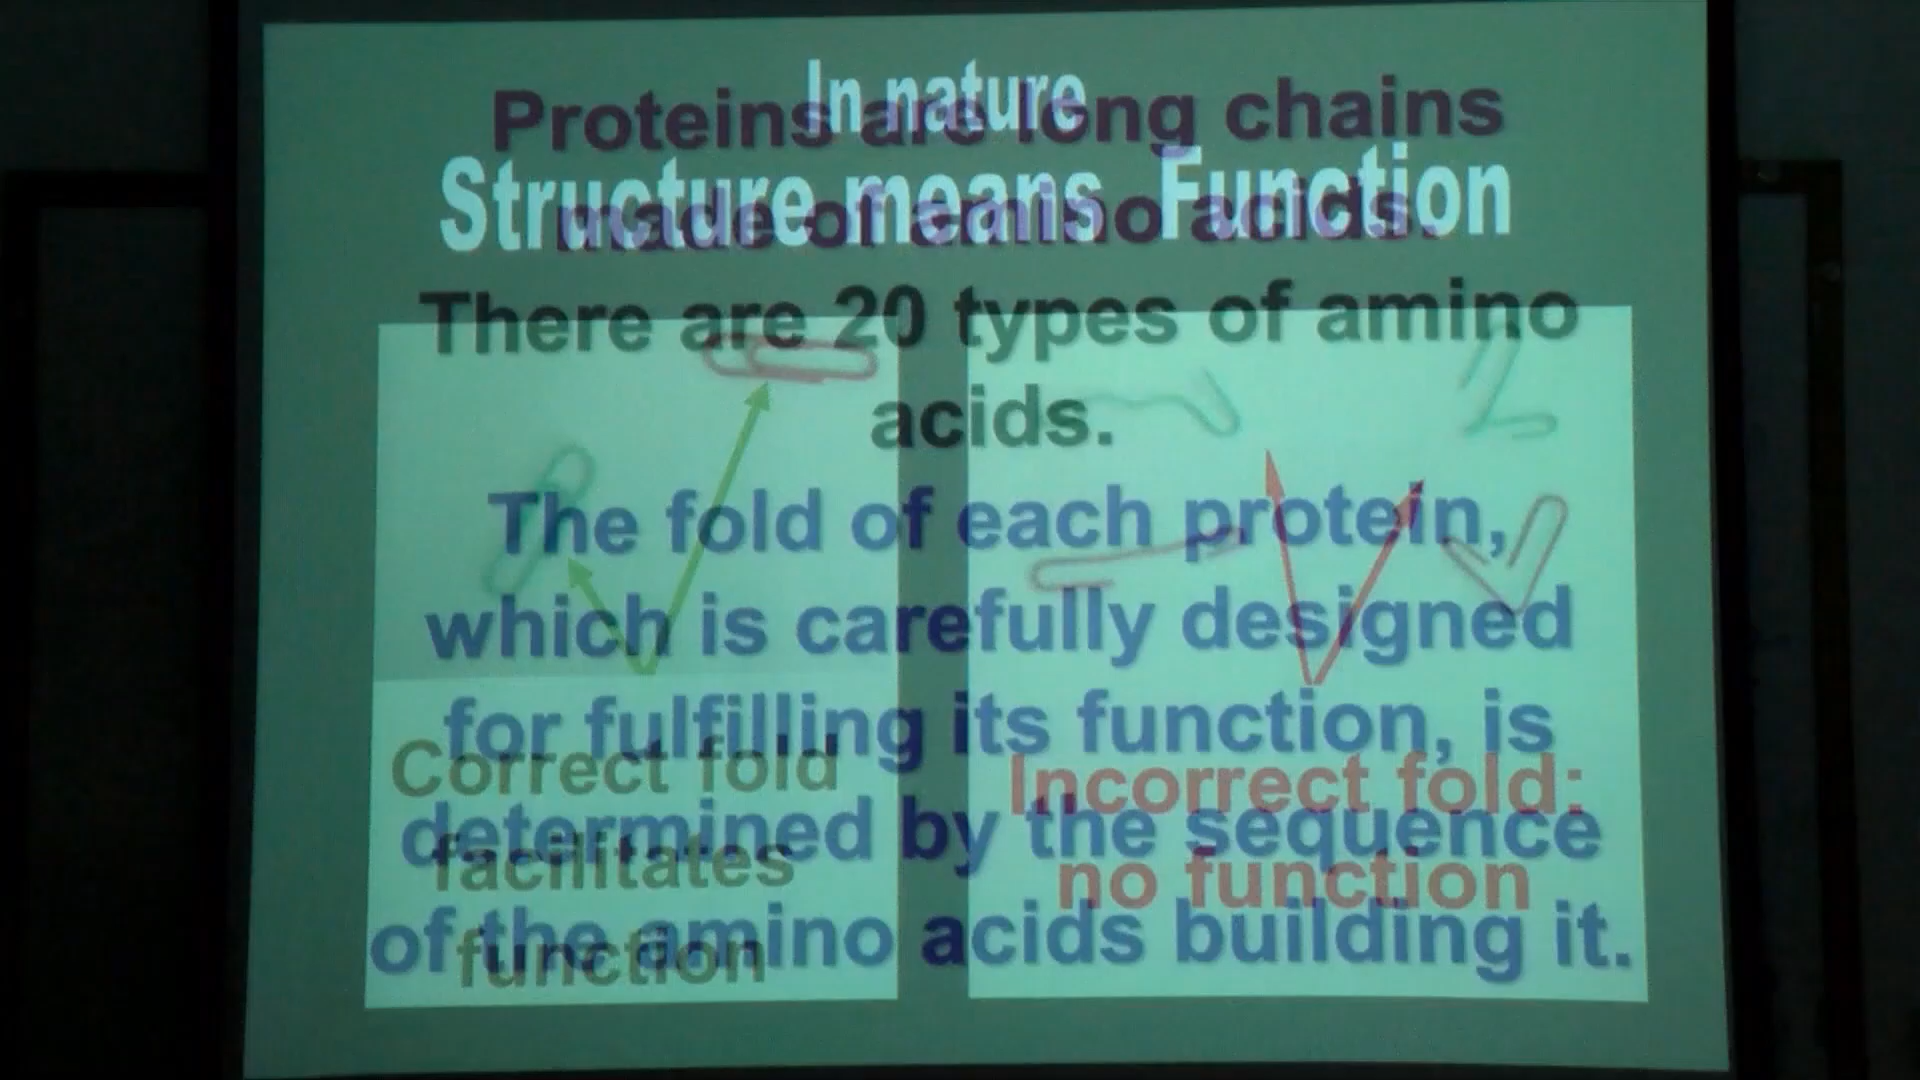 In nature
Structure means Function
Correct fold
facilitates
function
Incorrect fold:
no function
Proteins are long chains
made of amino acids.
There are 20 types of amino
acids.
The fold of each protein,
which is carefully designed
for fulfilling its function, is
determined by the sequence
of the amino acids building it.